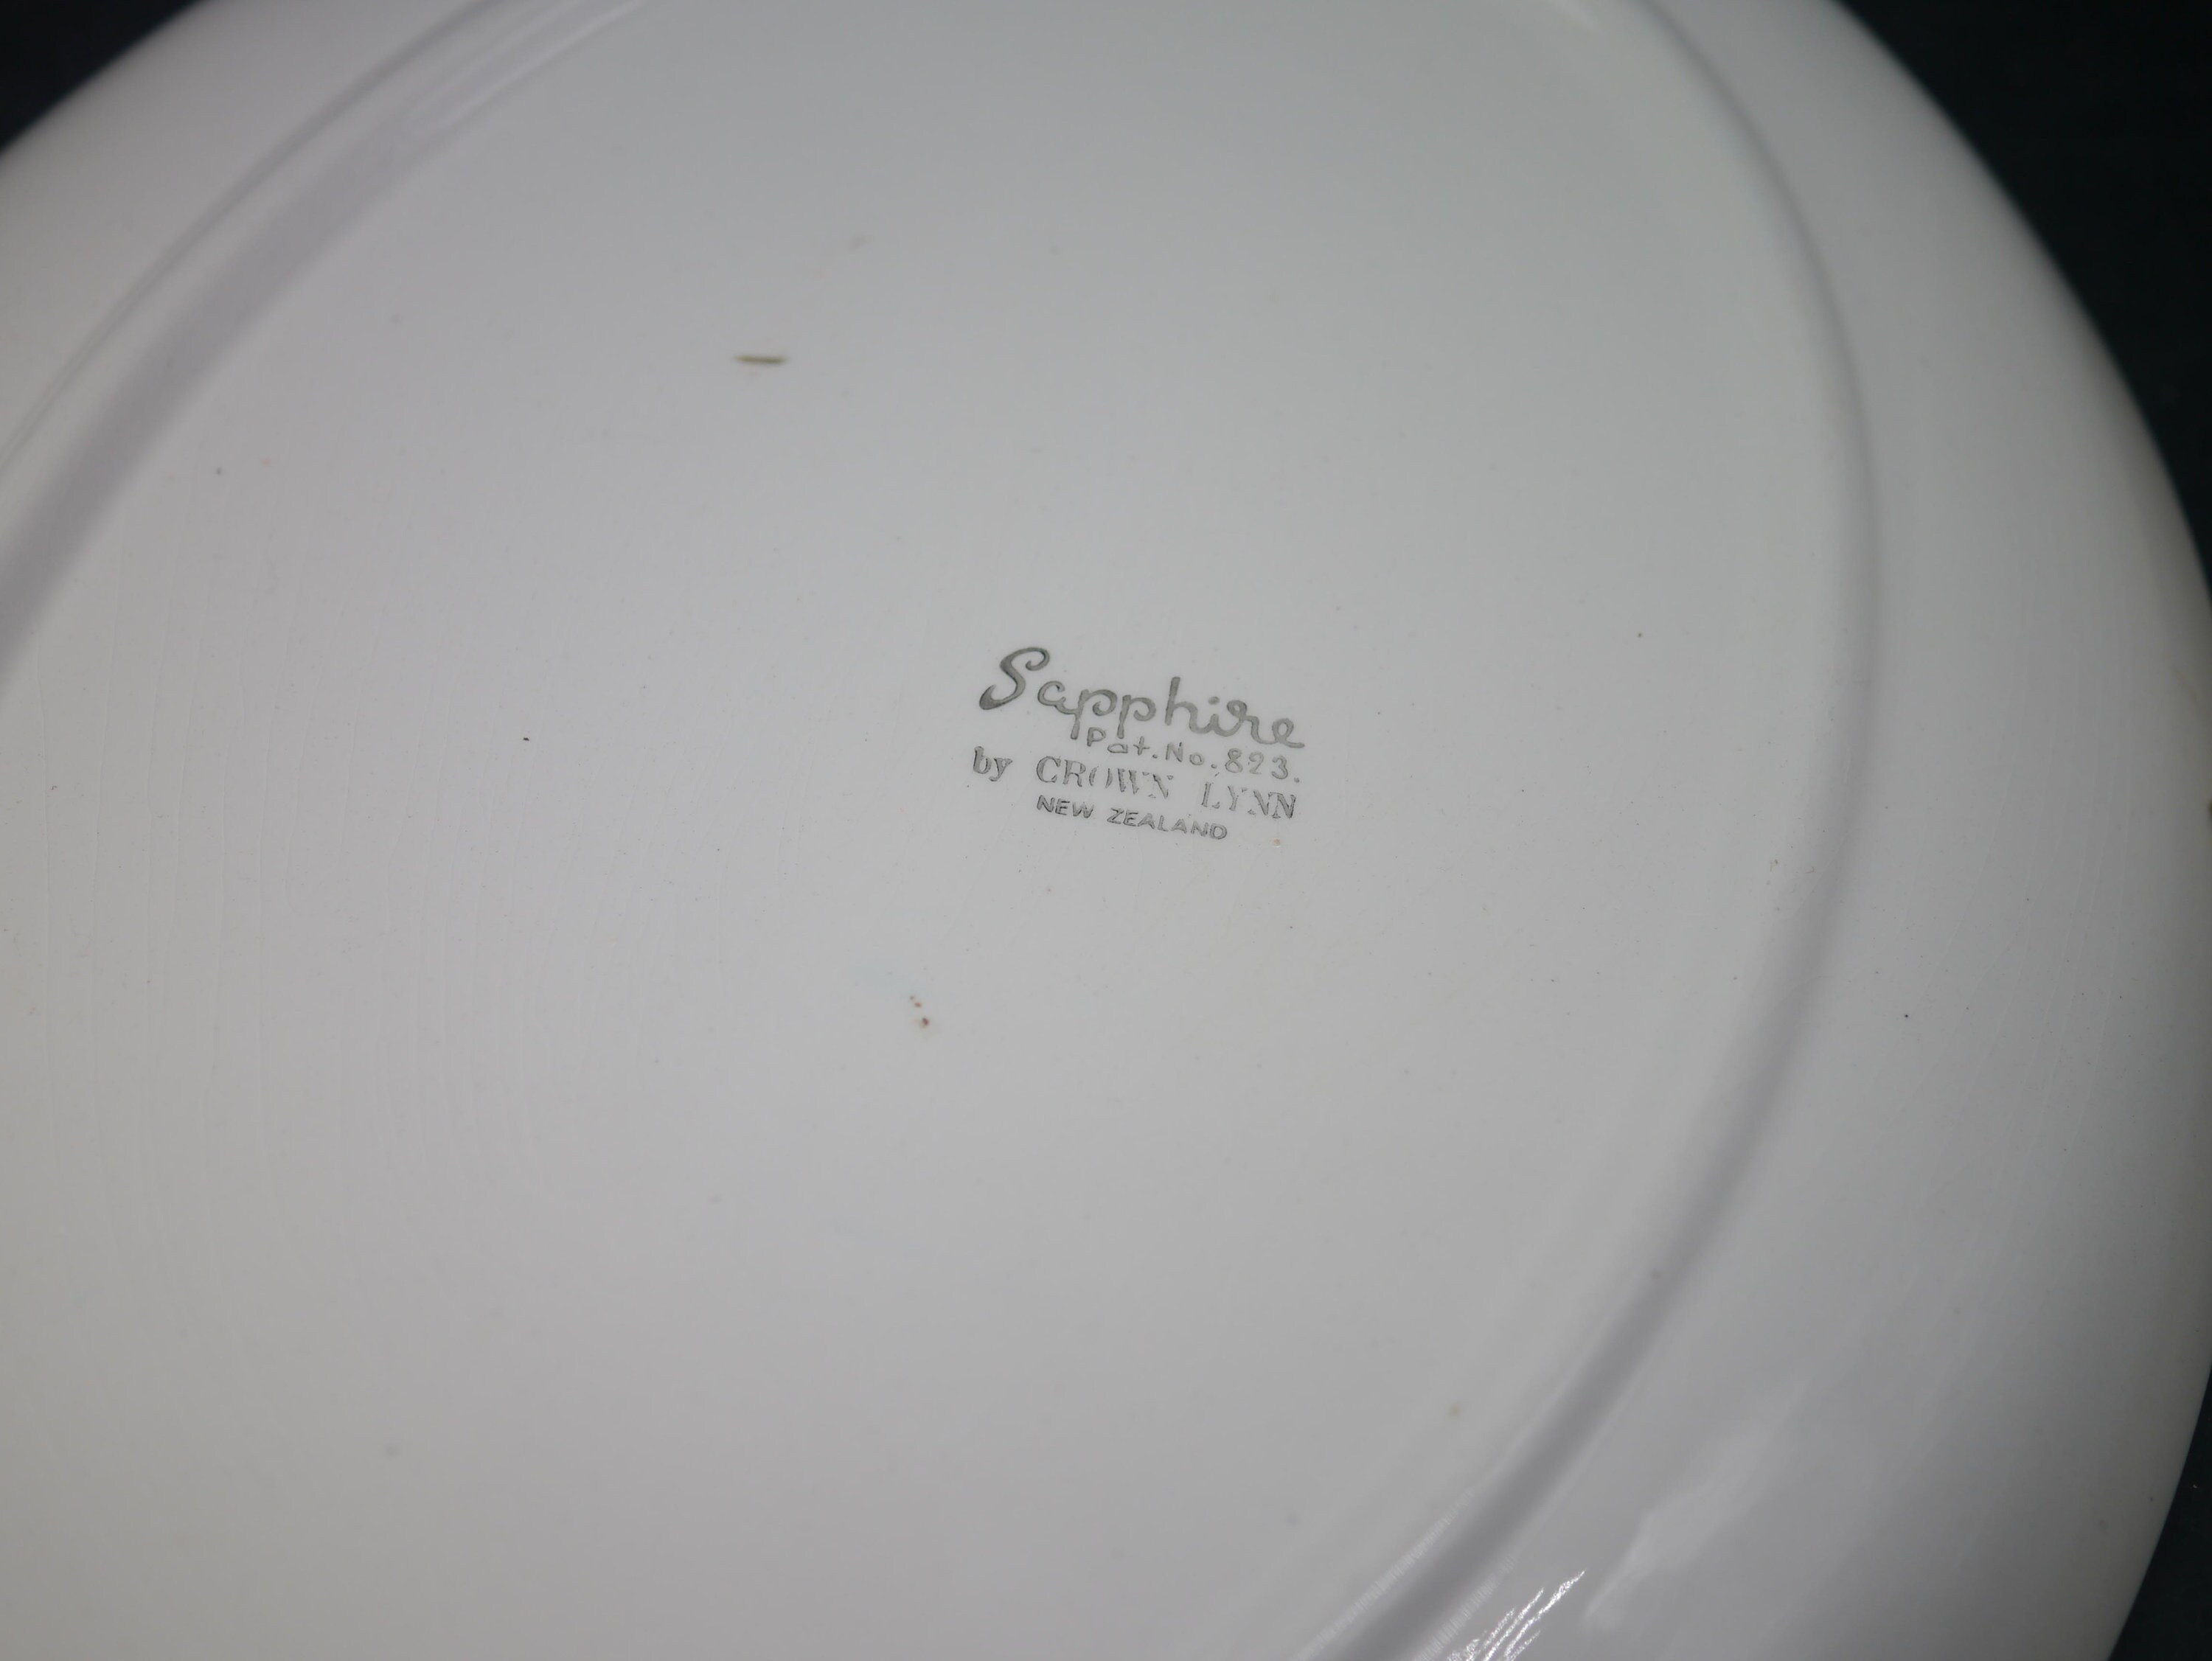 Sapphire
Pat. No. 823.
by CROWN LYNN
NEW ZEALAND